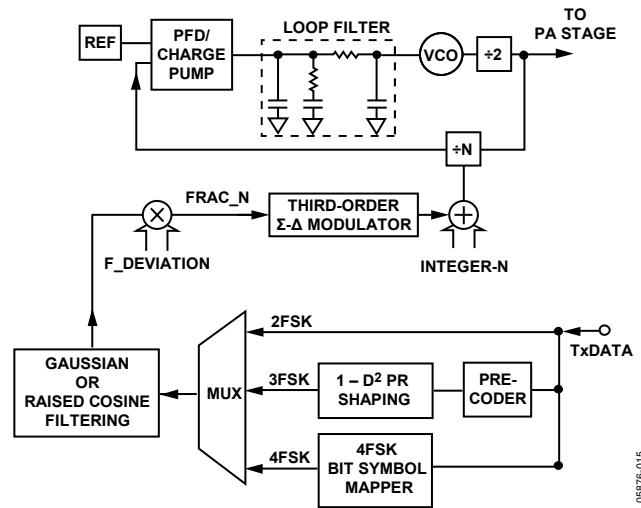 TO
PA STAGE
LOOP FILTER
REF
PFD/
CHARGE
PUMP
VCO
÷2
÷N
FRAC_N
THIRD-ORDER
Σ-Δ MODULATOR
F_DEVIATION
INTEGER-N
2FSK
TxDATA
GAUSSIAN
OR
RAISED COSINE
FILTERING
MUX
3FSK
1 – D² PR
SHAPING
PRE-
CODER
4FSK
4FSK
BIT SYMBOL
MAPPER
05876-015